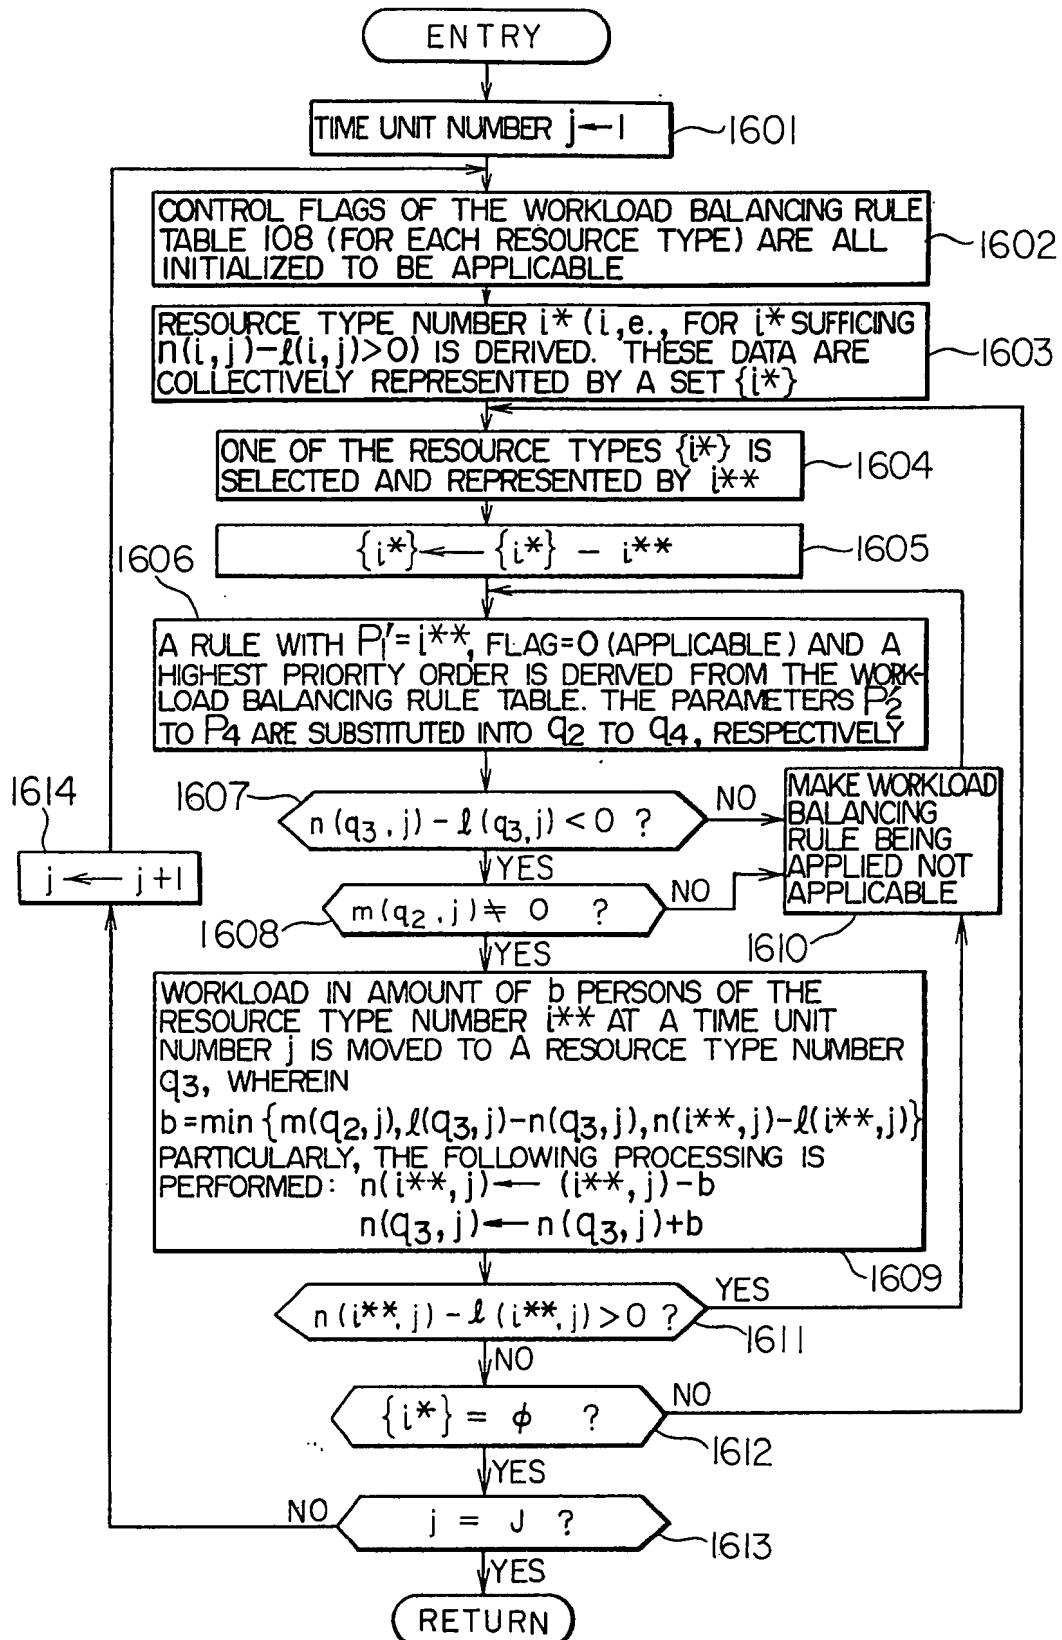 ENTRY
TIME UNIT NUMBER j←1
1601
CONTROL FLAGS OF THE WORKLOAD BALANCING RULE
TABLE 108 (FOR EACH RESOURCE TYPE) ARE ALL
INITIALIZED TO BE APPLICABLE
1602
RESOURCE TYPE NUMBER i* (i,e., FOR i* SUFFICING
n(i,j)-ℓ(i,j)>0) IS DERIVED. THESE DATA ARE
COLLECTIVELY REPRESENTED BY A SET {i*}
1603
ONE OF THE RESOURCE TYPES {i*} IS
SELECTED AND REPRESENTED BY i**
1604
{i*}← {i*} - i**
1605
1606
A RULE WITH P1'=i**, FLAG=0 (APPLICABLE) AND A
HIGHEST PRIORITY ORDER IS DERIVED FROM THE WORK-
LOAD BALANCING RULE TABLE. THE PARAMETERS P2'
TO P4 ARE SUBSTITUTED INTO q2 TO q4, RESPECTIVELY
1607
n(q3,j)-ℓ(q3,j)<0 ?
NO
YES
MAKE WORKLOAD
BALANCING
RULE BEING
APPLIED NOT
APPLICABLE
1610
1614
j ← j+1
m(q2,j)≠ 0 ?
NO
1608
YES
WORKLOAD IN AMOUNT OF b PERSONS OF THE
RESOURCE TYPE NUMBER i** AT A TIME UNIT
NUMBER j IS MOVED TO A RESOURCE TYPE NUMBER
q3, WHEREIN
b=min {m(q2,j),ℓ(q3,j)-n(q3,j),n(i**,j)-ℓ(i**,j)}
PARTICULARLY, THE FOLLOWING PROCESSING IS
PERFORMED: n(i**,j)← (i**,j)-b
n(q3,j)← n(q3,j)+b
1609
n(i**,j)-ℓ(i**,j)>0 ?
YES
1611
NO
{i*} = φ ?
NO
1612
YES
j = J ?
NO
1613
YES
RETURN